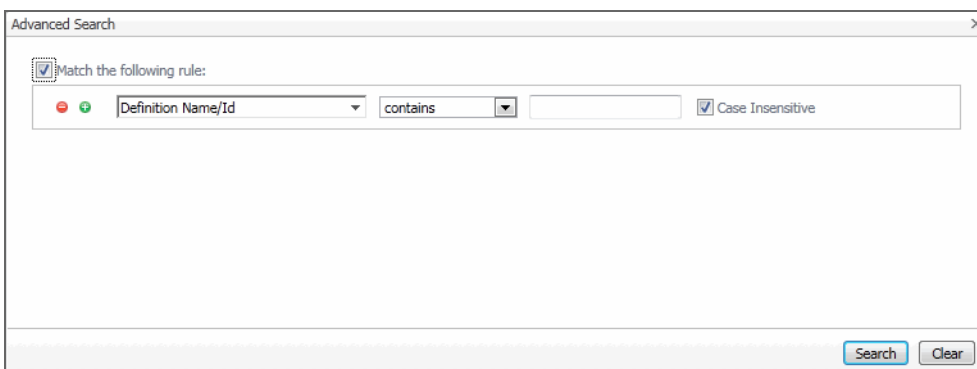 Advanced Search
Match the following rule:
Definition Name/Id contains Case Insensitive
Search Clear